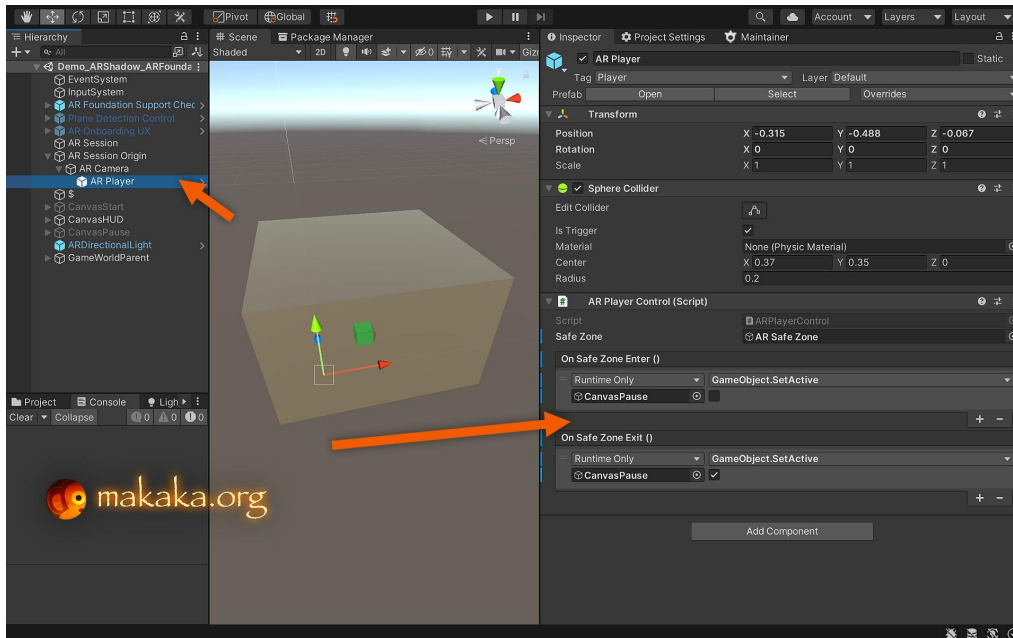 Pivot Global Account Layers Layout
Hierarchy
All
Demo_ARShadow_ARFounda
EventSystem
InputSystem
AR Foundation Support Chec
Plane Detection Control
AR Onboarding UX
AR Session
AR Session Origin
AR Camera
AR Player
$
CanvasStart
CanvasHUD
CanvasPause
ARDirectionalLight
GameWorldParent
Project Console Ligh
Clear Collapse 0 0 0
makaka.org
Scene Package Manager
Shaded 2D 0 Giz
y
Persp
Inspector Project Settings Maintainer
AR Player Static
Tag Player Layer Default
Prefab Open Select Overrides
Transform
Position X -0.315 Y -0.488 Z -0.067
Rotation X 0 Y 0 Z 0
Scale X 1 Y 1 Z 1
Sphere Collider
Edit Collider
Is Trigger
Material None (Physic Material)
Center X 0.37 Y 0.35 Z 0
Radius 0.2
# AR Player Control (Script)
Script # ARPlayerControl
Safe Zone AR Safe Zone
On Safe Zone Enter ()
Runtime Only GameObject.SetActive
CanvasPause
+ -
On Safe Zone Exit ()
Runtime Only GameObject.SetActive
CanvasPause
+ -
Add Component